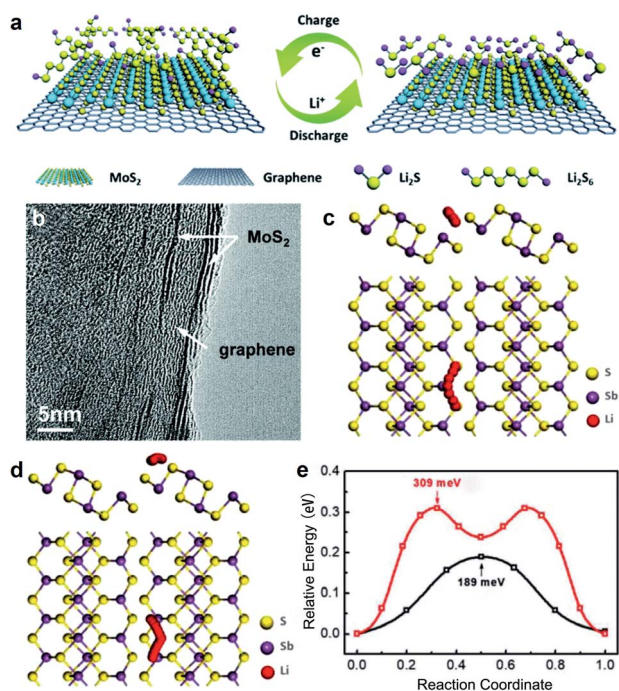 a
Charge
e-
Li+
Discharge
MoS2
Graphene
Li2S
Li2S6
b
MoS2
graphene
5nm
c
S
Sb
Li
d
S
Sb
Li
e
Relative Energy (eV)
0.4
0.3
0.2
0.1
0.0
309 meV
189 meV
0.0 0.2 0.4 0.6 0.8 1.0
Reaction Coordinate